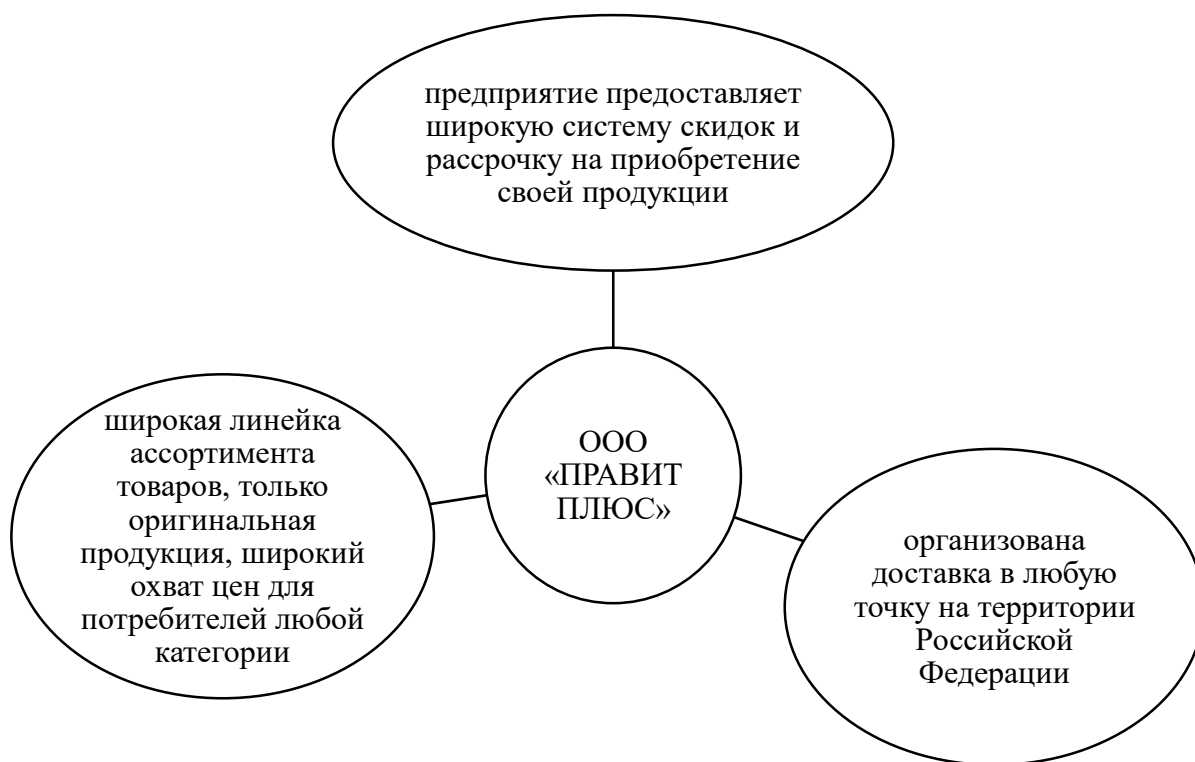 предприятие предоставляет
широкую систему скидок и
рассрочку на приобретение
своей продукции
широкая линейка
ассортимента
товаров, только
оригинальная
продукция, широкий
охват цен для
потребителей любой
категории
ООО
«ПРАВИТ
ПЛЮС»
организована
доставка в любую
точку на территории
Российской
Федерации